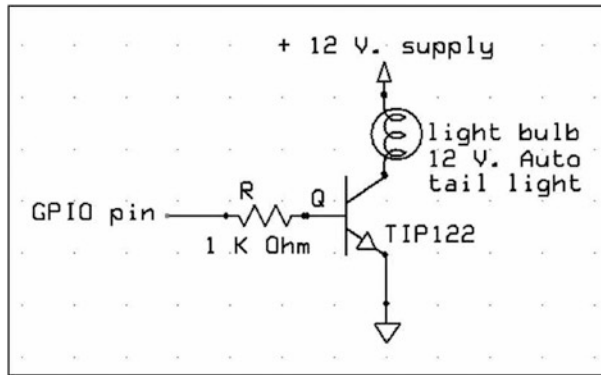 + 12 V. supply
light bulb
12 V. Auto
tail light
R
Q
GPIO pin
1 K Ohm
TIP122